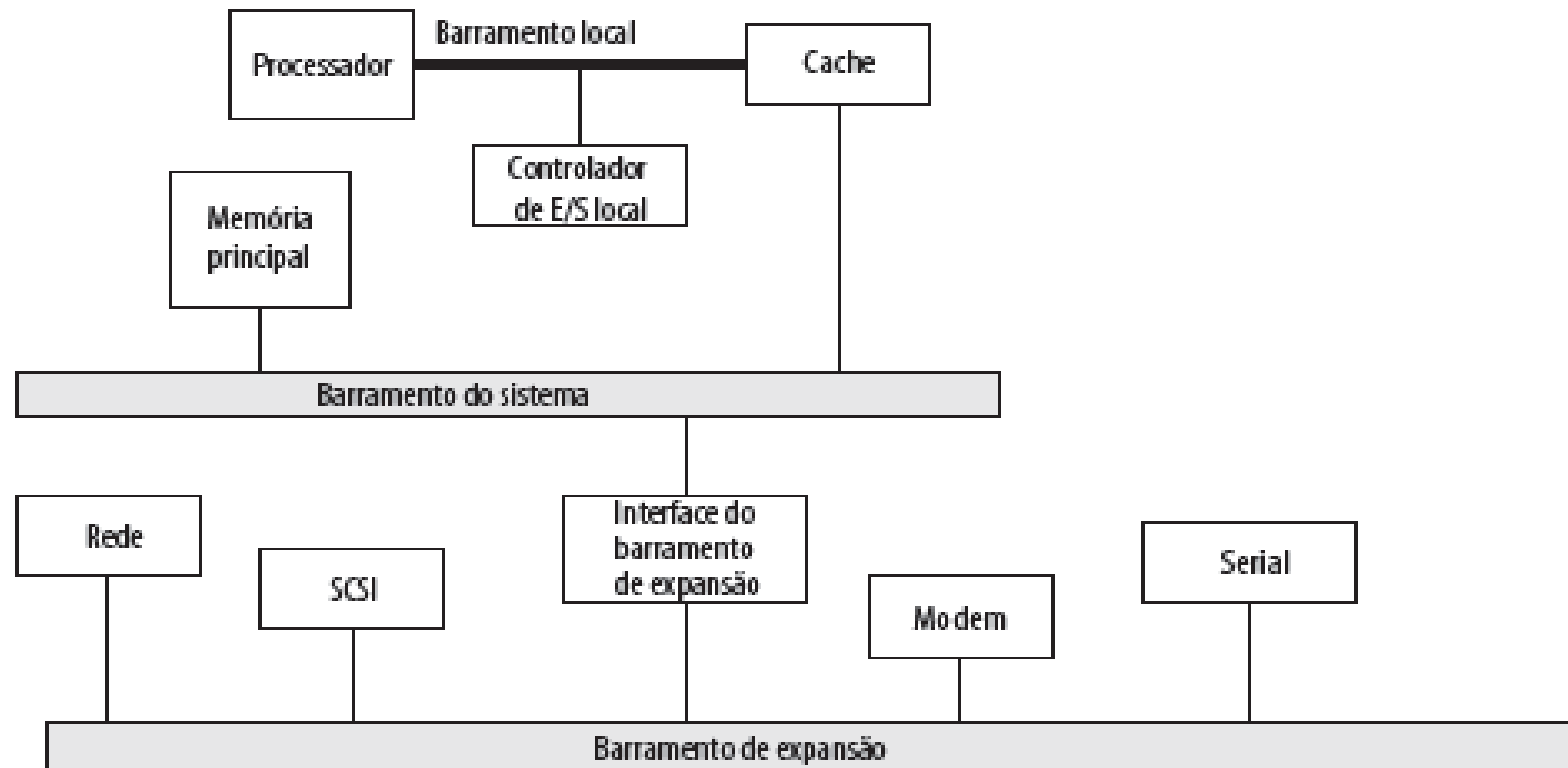 Barramento local
Processador
Cache
Controlador
de E/S local
Memória
principal
Barramento do sistema
Rede
SCSI
Interface do
barramento
de expansão
Modem
Serial
Barramento de expansão